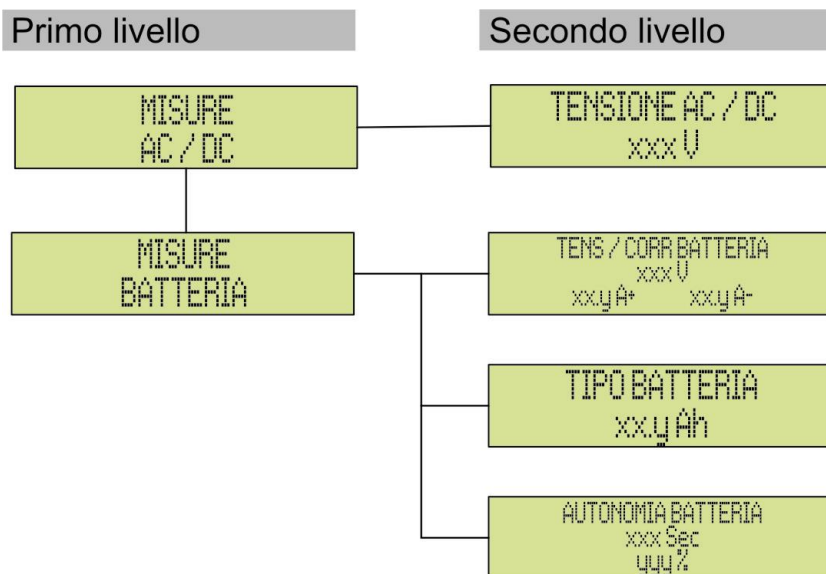 Primo livello
Secondo livello
MISURE
AC / DC
TENSIONE AC / DC
xxx V
MISURE
BATTERIA
TENS / CORR BATTERIA
xxx V
xx.y A+ xx.y A-
TIPO BATTERIA
xx.y Ah
AUTONOMIA BATTERIA
xxx Sec
yyy %